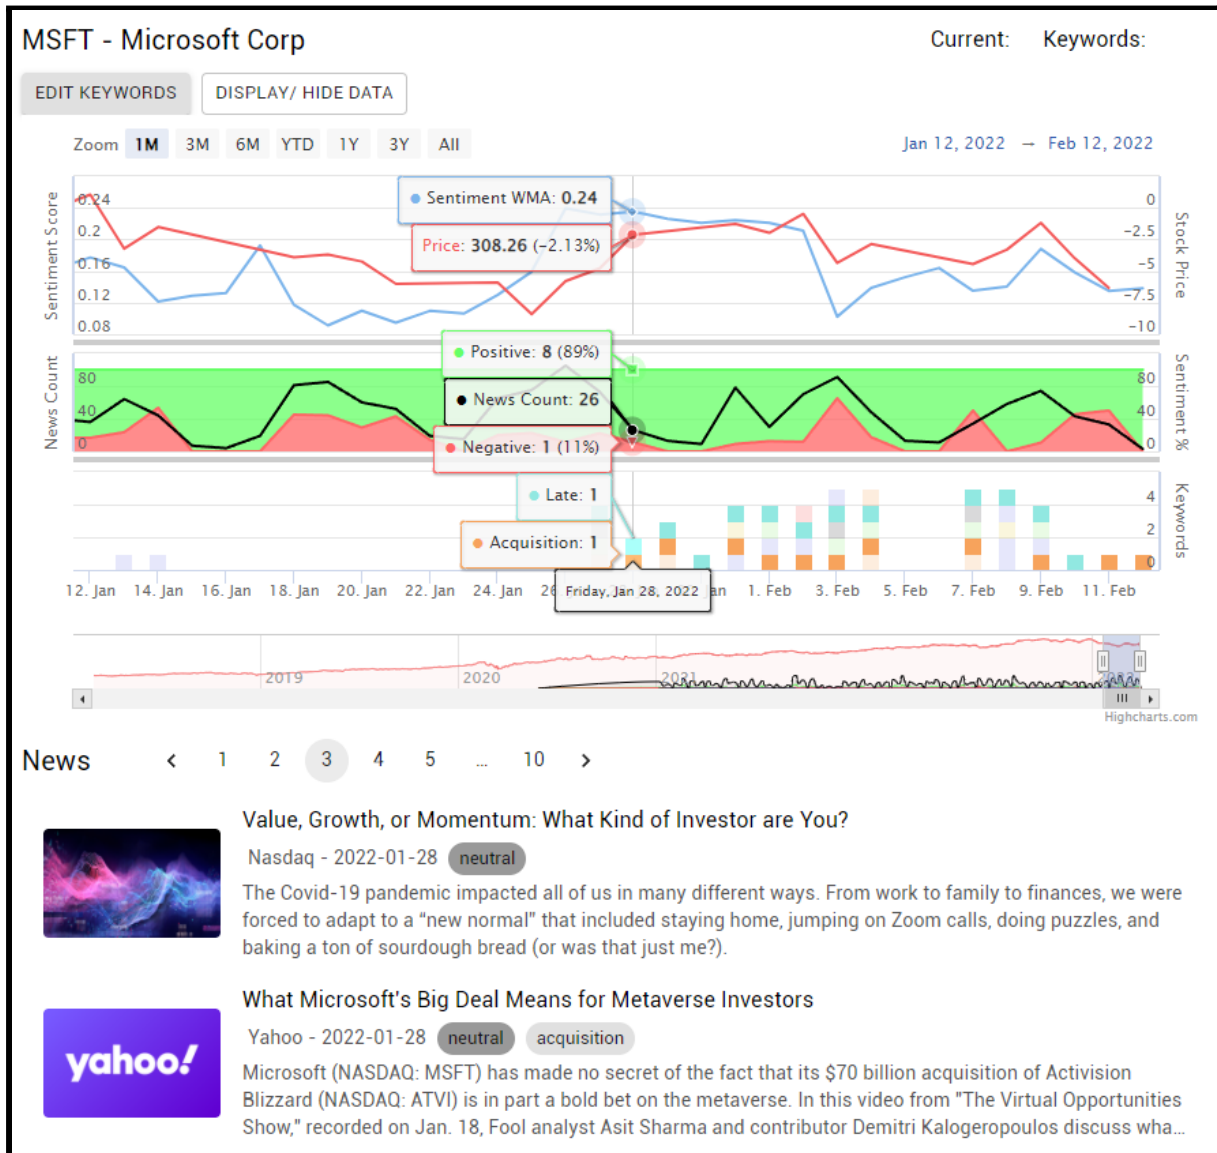 MSFT - Microsoft Corp
Current: Keywords:
EDIT KEYWORDS DISPLAY/ HIDE DATA
Zoom 1M 3M 6M YTD 1Y 3Y All
Jan 12, 2022 → Feb 12, 2022
Sentiment Score
0.24
0.2
0.16
0.12
0.08
Sentiment WMA: 0.24
Price: 308.26 (−2.13%)
0
−2.5
−5
−7.5
−10
Stock Price
News Count
80
40
0
Positive: 8 (89%)
News Count: 26
Negative: 1 (11%)
80
40
0
Sentiment %
Late: 1
Acquisition: 1
4
2
0
Keywords
12. Jan 14. Jan 16. Jan 18. Jan 20. Jan 22. Jan 24. Jan Friday, Jan 28, 2022 1. Feb 3. Feb 5. Feb 7. Feb 9. Feb 11. Feb
2019 2020 2021
Highcharts.com
News < 1 2 3 4 5 ... 10 >
Value, Growth, or Momentum: What Kind of Investor are You?
Nasdaq - 2022-01-28 neutral
The Covid-19 pandemic impacted all of us in many different ways. From work to family to finances, we were
forced to adapt to a “new normal” that included staying home, jumping on Zoom calls, doing puzzles, and
baking a ton of sourdough bread (or was that just me?).
What Microsoft's Big Deal Means for Metaverse Investors
yahoo!
Yahoo - 2022-01-28 neutral acquisition
Microsoft (NASDAQ: MSFT) has made no secret of the fact that its $70 billion acquisition of Activision
Blizzard (NASDAQ: ATVI) is in part a bold bet on the metaverse. In this video from "The Virtual Opportunities
Show," recorded on Jan. 18, Fool analyst Asit Sharma and contributor Demitri Kalogeropoulos discuss wha...